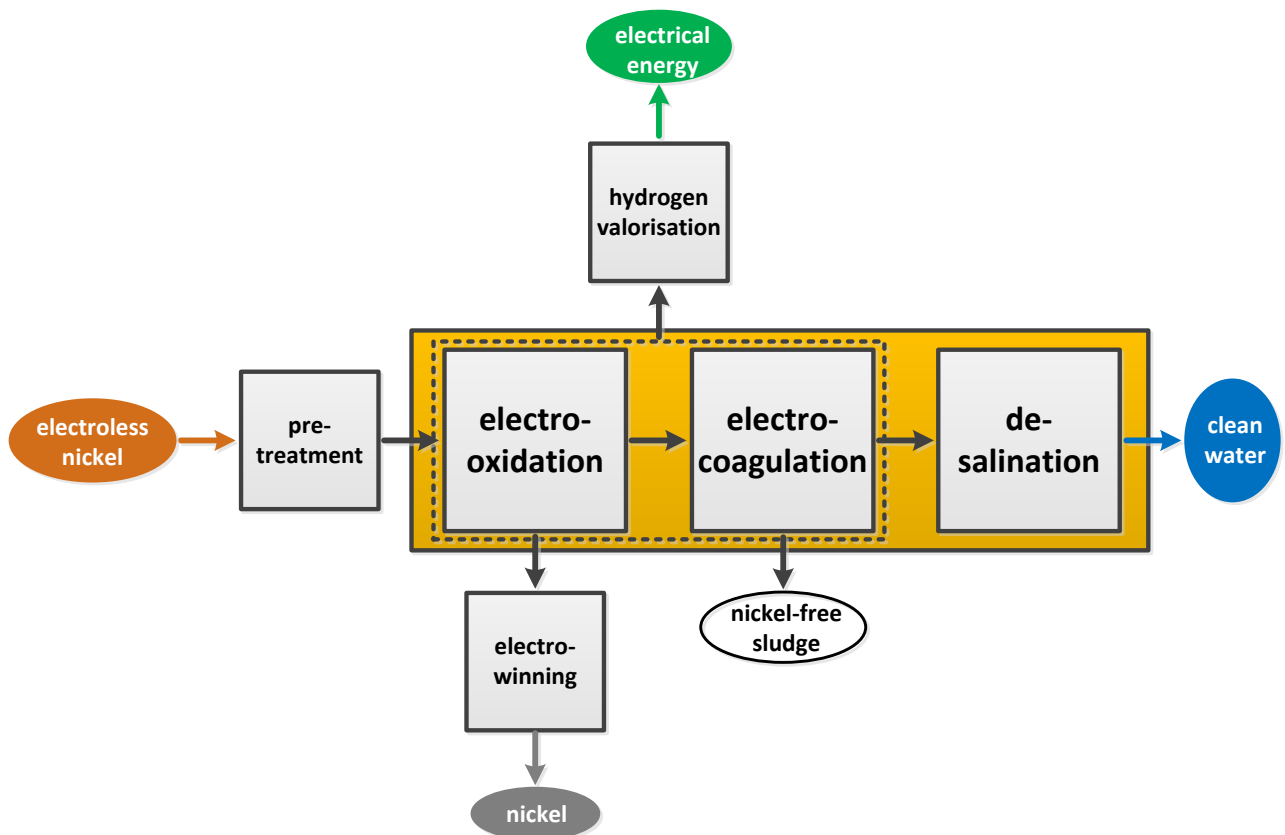 electrical
energy
hydrogen
valorisation
electroless
nickel
pre-
treatment
electro-
oxidation
electro-
coagulation
de-
salination
clean
water
electro-
winning
nickel-free
sludge
nickel